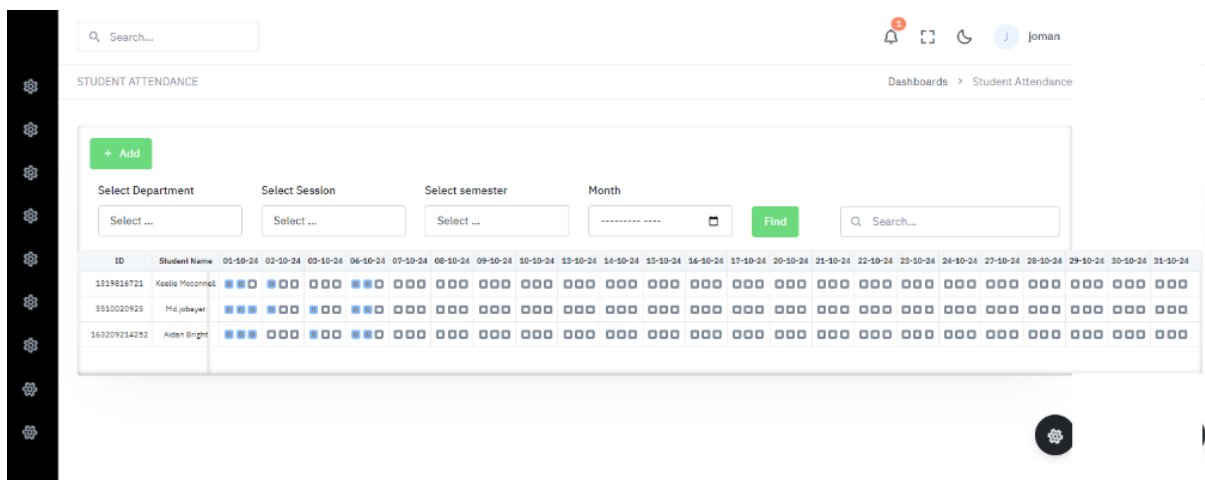 Search...
1
J joman
STUDENT ATTENDANCE
Dashboards > Student Attendance
+ Add
Select Department Select Session Select semester Month
Select ... Select ... Select ... --------- ---- Find Search...
ID Student Name 01-10-24 02-10-24 03-10-24 06-10-24 07-10-24 08-10-24 09-10-24 10-10-24 13-10-24 14-10-24 15-10-24 16-10-24 17-10-24 20-10-24 21-10-24 22-10-24 23-10-24 24-10-24 27-10-24 28-10-24 29-10-24 30-10-24 31-10-24
1319816721 Keelie Mcconnell
5510020925 Md.jobayer
163209214252 Aidan Bright